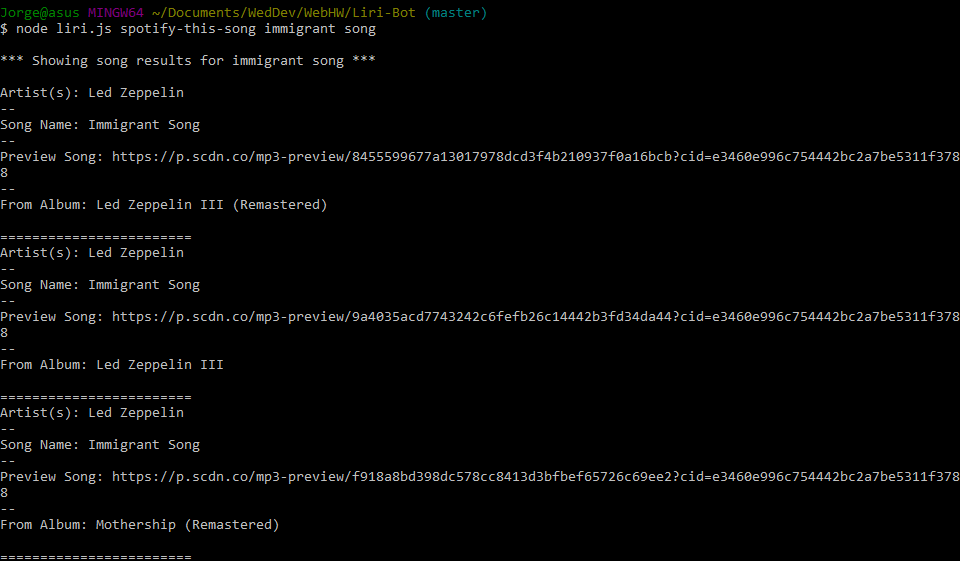 Jorge@asus MINGW64 ~/Documents/WedDev/WebHW/Liri-Bot (master)
$ node liri.js spotify-this-song immigrant song
*** Showing song results for immigrant song ***
Artist(s): Led Zeppelin
--
Song Name: Immigrant Song
--
Preview Song: https://p.scdn.co/mp3-preview/8455599677a13017978dcd3f4b210937f0a16bcb?cid=e3460e996c754442bc2a7be5311f378
8
--
From Album: Led Zeppelin III (Remastered)
========================
Artist(s): Led Zeppelin
--
Song Name: Immigrant Song
--
Preview Song: https://p.scdn.co/mp3-preview/9a4035acd7743242c6fefb26c14442b3fd34da44?cid=e3460e996c754442bc2a7be5311f378
8
--
From Album: Led Zeppelin III
========================
Artist(s): Led Zeppelin
--
Song Name: Immigrant Song
--
Preview Song: https://p.scdn.co/mp3-preview/f918a8bd398dc578cc8413d3bfbef65726c69ee2?cid=e3460e996c754442bc2a7be5311f378
8
--
From Album: Mothership (Remastered)
========================